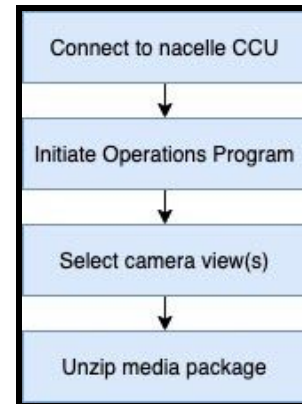 Connect to nacelle CCU
Initiate Operations Program
Select camera view(s)
Unzip media package